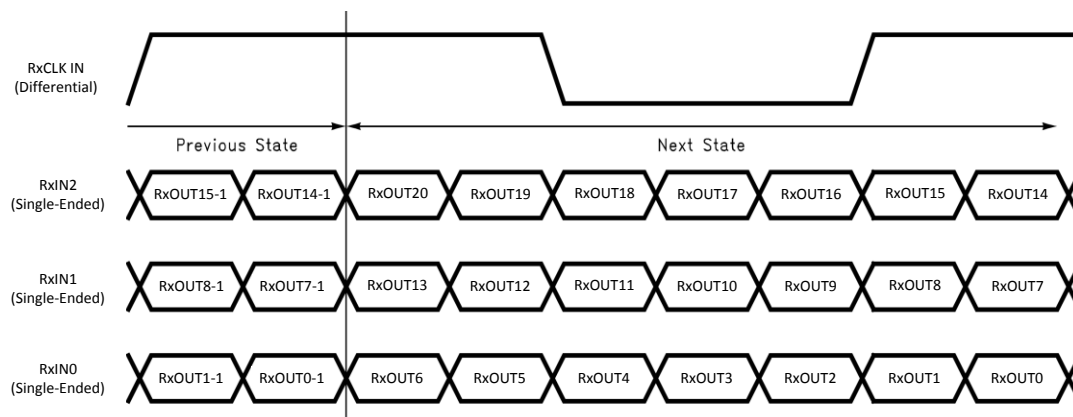 RxCLK IN
(Differential)
Previous State
Next State
RxIN2
(Single-Ended)
RxOUT15-1
RxOUT14-1
RxOUT20
RxOUT19
RxOUT18
RxOUT17
RxOUT16
RxOUT15
RxOUT14
RxIN1
(Single-Ended)
RxOUT8-1
RxOUT7-1
RxOUT13
RxOUT12
RxOUT11
RxOUT10
RxOUT9
RxOUT8
RxOUT7
RxIN0
(Single-Ended)
RxOUT1-1
RxOUT0-1
RxOUT6
RxOUT5
RxOUT4
RxOUT3
RxOUT2
RxOUT1
RxOUT0